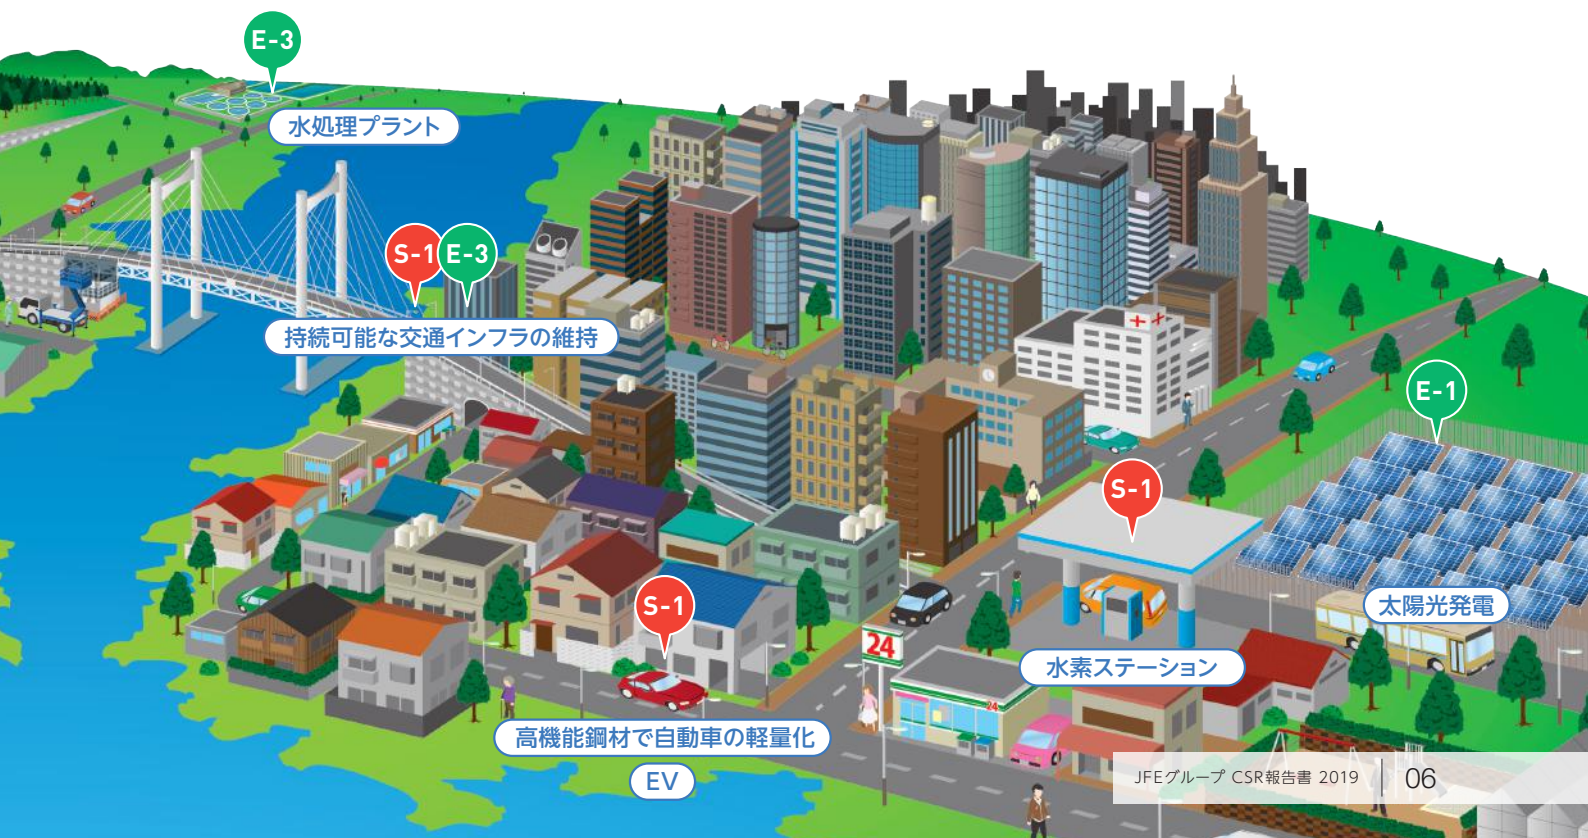 E-3
水処理プラント
S-1 E-3
持続可能な交通インフラの維持
E-1
S-1
太陽光発電
S-1
24
水素ステーション
24
高機能鋼材で自動車の軽量化
EV
JFEグループ CSR報告書 2019 06